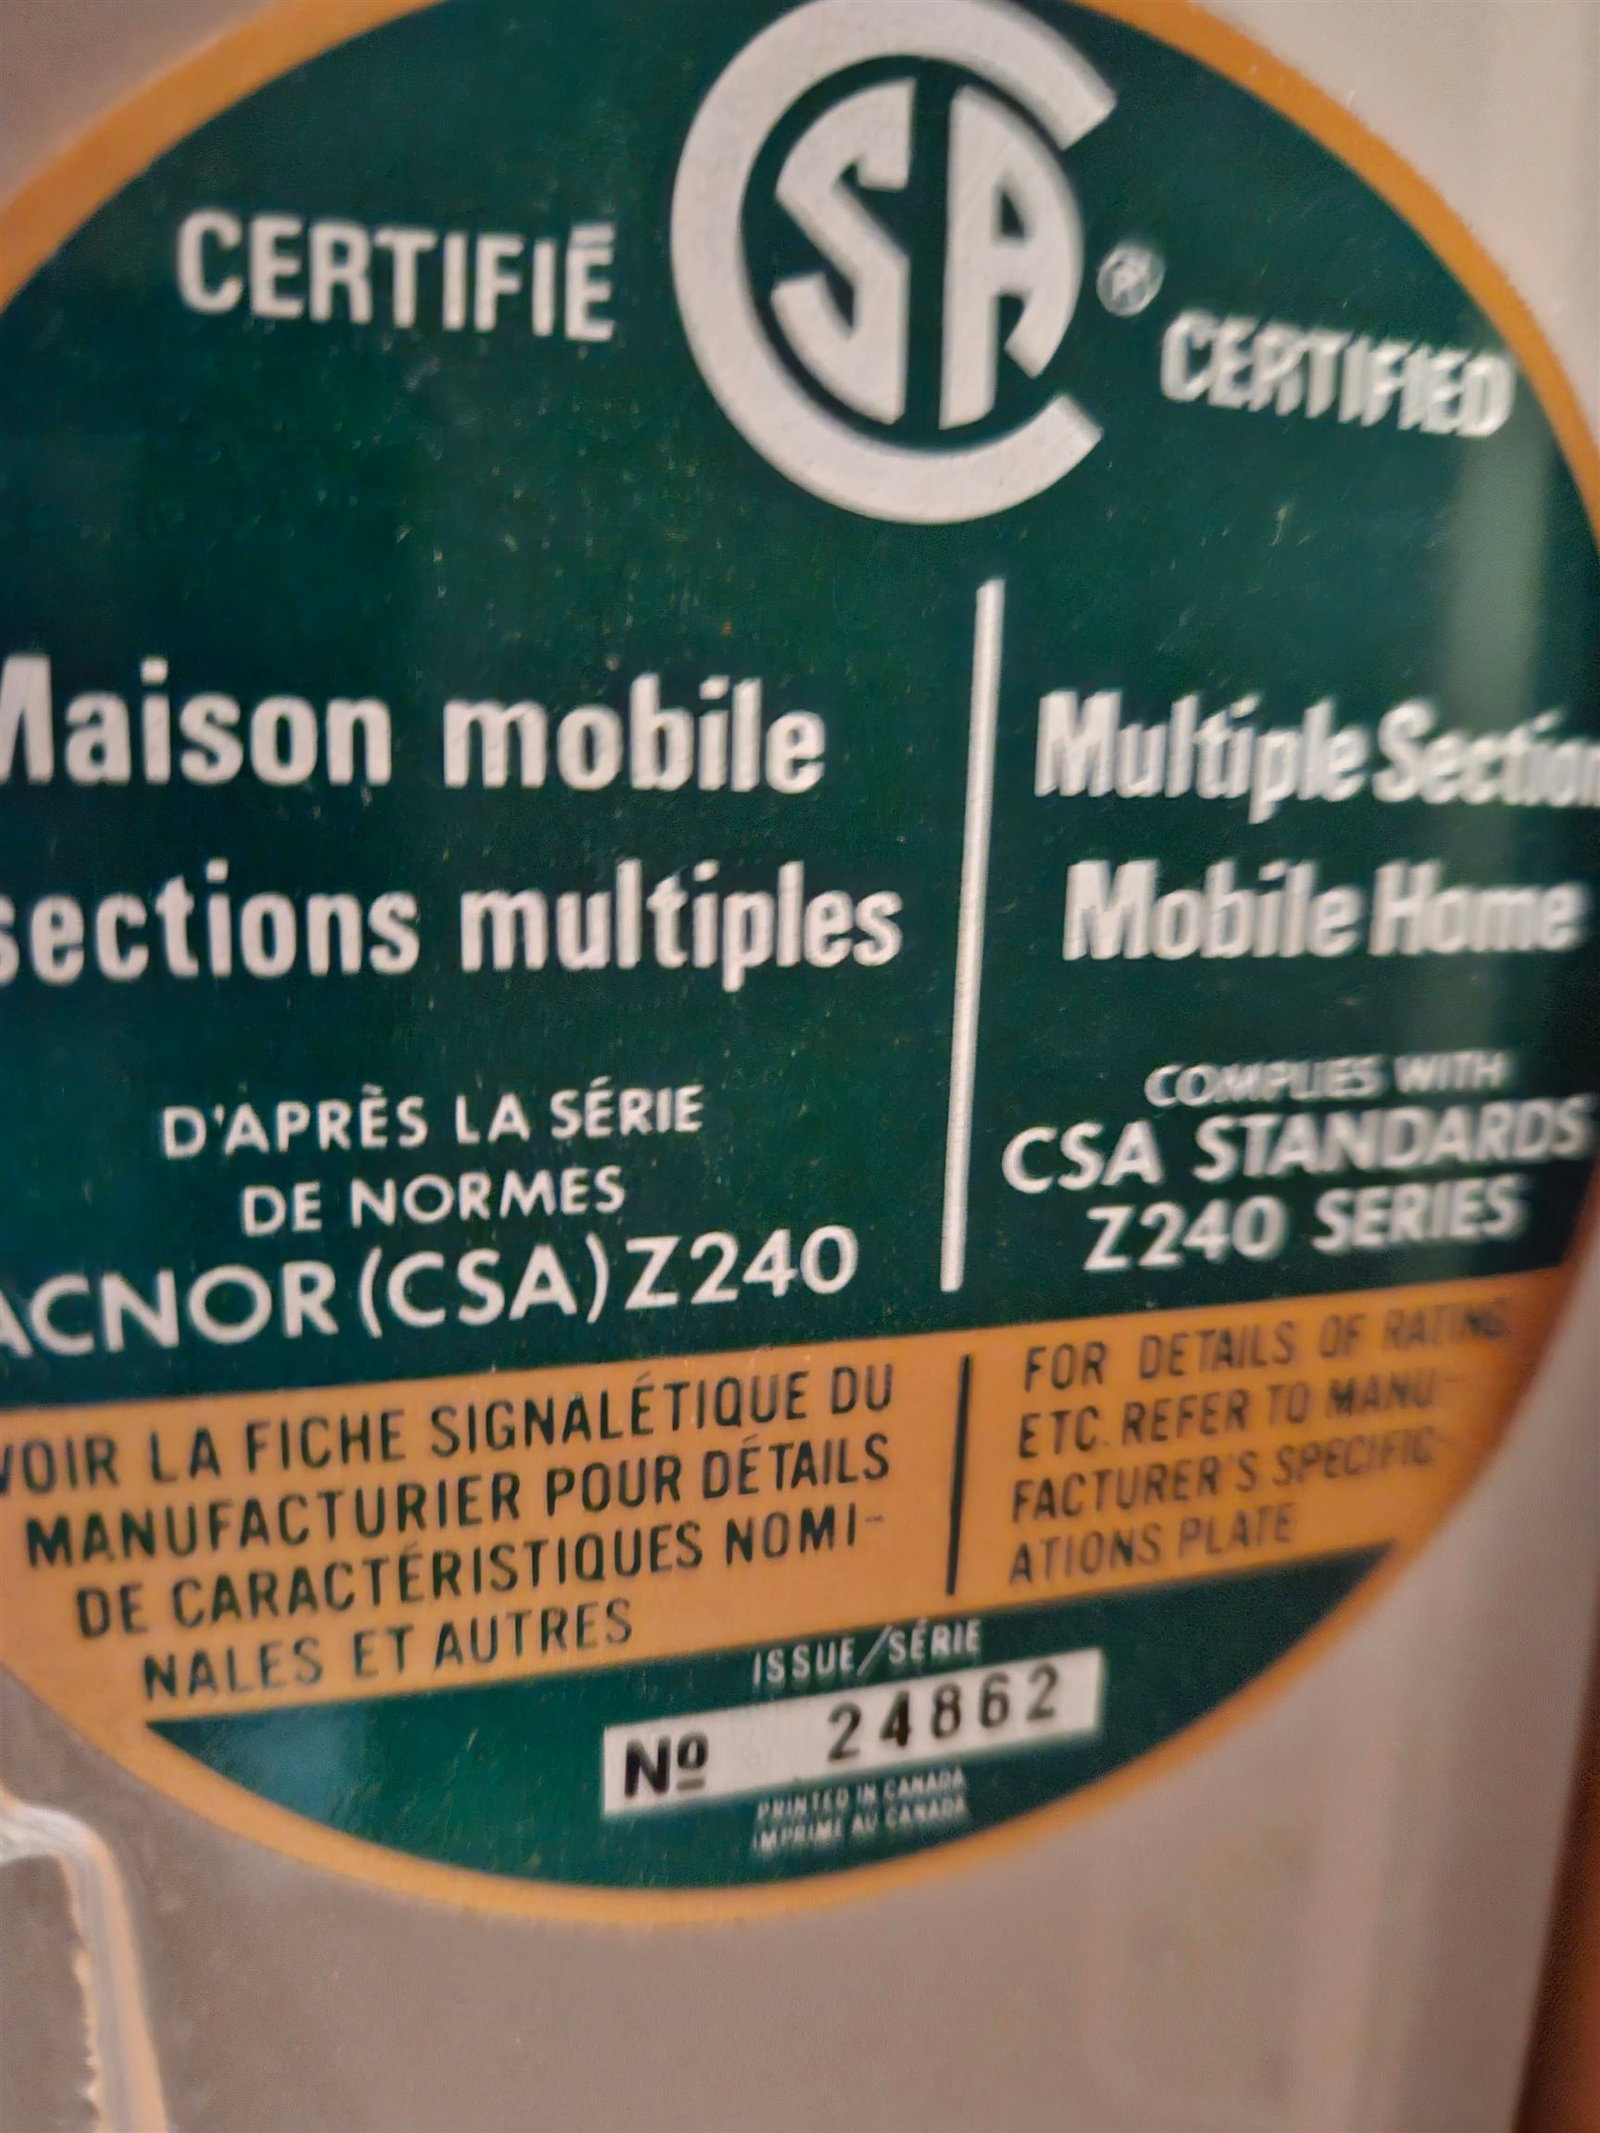 CSA ®
CERTIFIÉ
CERTIFIED
Maison mobile
sections multiples
D'APRÈS LA SÉRIE
DE NORMES
ACNOR (CSA) Z240
Multiple Section
Mobile Home
COMPLIES WITH
CSA STANDARDS
Z240 SERIES
VOIR LA FICHE SIGNALÉTIQUE DU
MANUFACTURIER POUR DÉTAILS
DE CARACTÉRISTIQUES NOMI-
NALES ET AUTRES
FOR DETAILS OF RATING
ETC. REFER TO MANU-
FACTURER'S SPECIFIC-
ATIONS PLATE
ISSUE/SÉRIE
Nº 24862
PRINTED IN CANADA
IMPRIMÉ AU CANADA